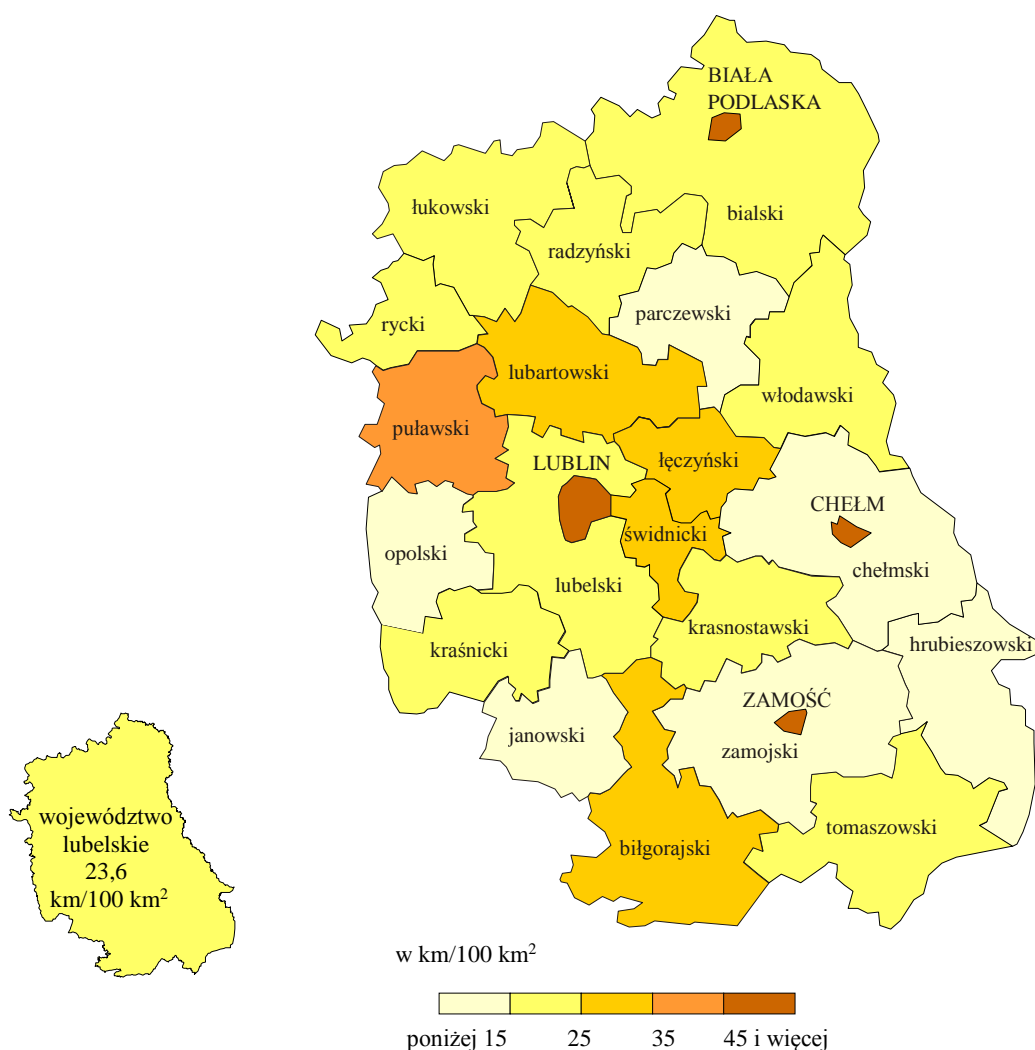 BIAŁA
PODLASKA
łukowski
bialski
radzyński
parczewski
rycki
lubartowski
włodawski
puławski
LUBLIN
łęczyński
CHEŁM
świdnicki
opolski
lubelski
chełmski
krasnostawski
hrubieszowski
kraśnicki
ZAMOŚĆ
janowski
zamojski
tomaszowski
biłgorajski
województwo
lubelskie
23,6
km/100 km²
w km/100 km²
poniżej 15 25 35 45 i więcej